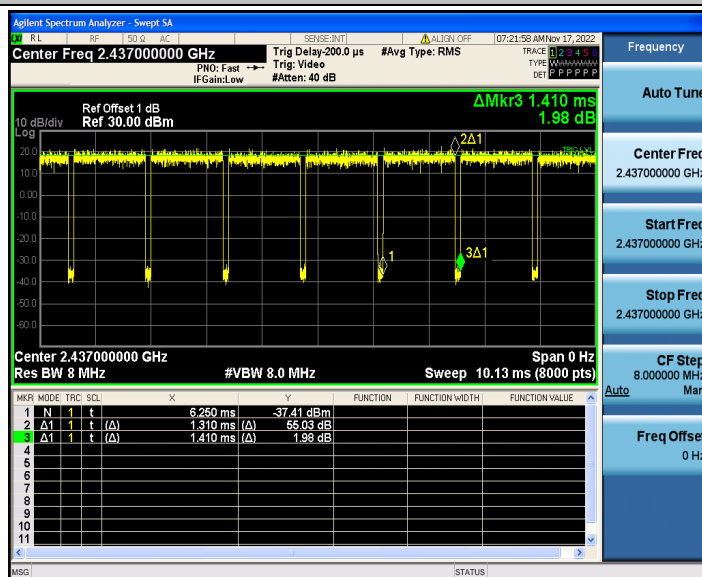 Agilent Spectrum Analyzer - Swept SA
LXI RL RF 50 Ω AC SENSE:INT ALIGN OFF 07:21:58 AM Nov 17, 2022
Center Freq 2.437000000 GHz
PNO: Fast
IFGain:Low
Trig Delay-200.0 µs
Trig: Video
#Atten: 40 dB
#Avg Type: RMS
TRACE 1 2 3 4 5 6
TYPE W
DET P P P P P P
Ref Offset 1 dB
10 dB/div Ref 30.00 dBm
Log
ΔMkr3 1.410 ms
1.98 dB
20.0
10.0
0.00
-10.0
-20.0
-30.0
-40.0
-50.0
-60.0
2Δ1
TRIG LVL
1
3Δ1
Center 2.437000000 GHz Span 0 Hz
Res BW 8 MHz #VBW 8.0 MHz Sweep 10.13 ms (8000 pts)
MKR MODE TRC SCL X Y FUNCTION FUNCTION WIDTH FUNCTION VALUE
1 N 1 t 6.250 ms -37.41 dBm
2 Δ1 1 t (Δ) 1.310 ms (Δ) 55.03 dB
3 Δ1 1 t (Δ) 1.410 ms (Δ) 1.98 dB
4
5
6
7
8
9
10
11
MSG STATUS
Frequency
Auto Tune
Center Freq
2.437000000 GHz
Start Freq
2.437000000 GHz
Stop Freq
2.437000000 GHz
CF Step
8.000000 MHz
Auto Man
Freq Offset
0 Hz